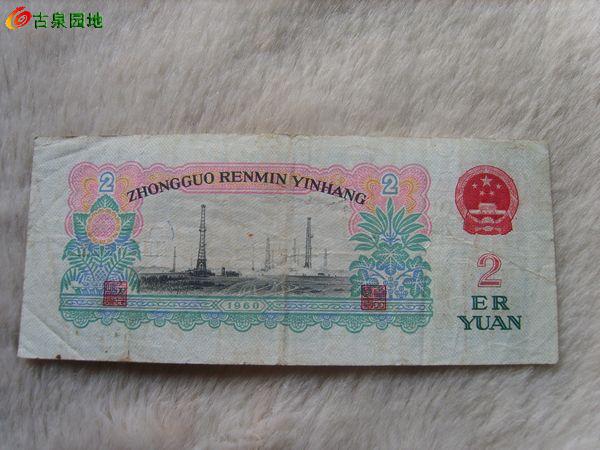 古泉园地
ZHONGGUO RENMIN YINHANG
2
2
1960
2
ER
YUAN